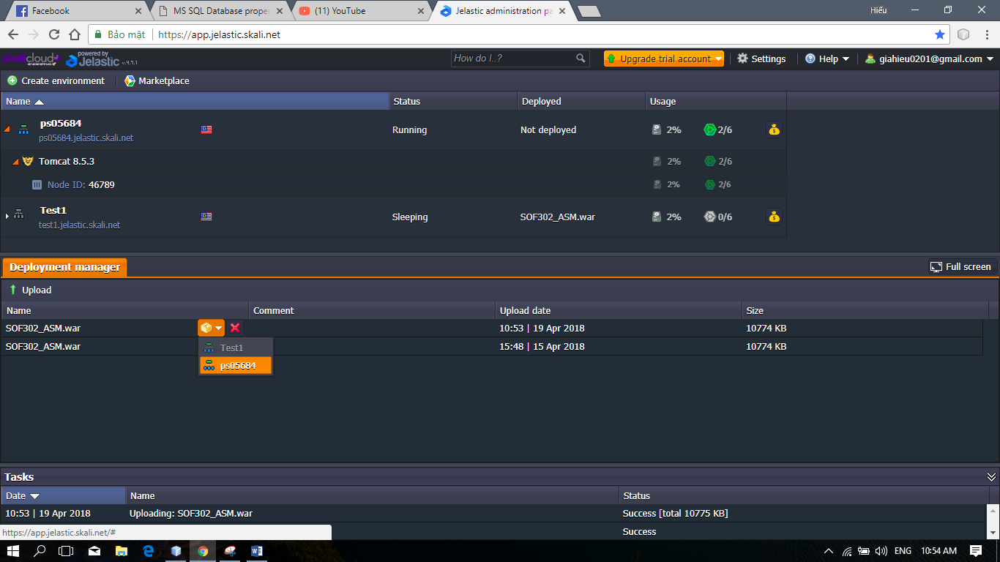 Facebook
MS SQL Database proper
(11) YouTube
Jelastic administration pa
Hiếu
Bảo mật
https://app.jelastic.skali.net
cloud
powered by
Jelastic
v.4.9.1
How do I..?
Upgrade trial account
Settings
Help
giahieu0201@gmail.com
Create environment
Marketplace
Name
Status
Deployed
Usage
ps05684
ps05684.jelastic.skali.net
Running
Not deployed
2%
2/6
Tomcat 8.5.3
2%
2/6
Node ID: 46789
2%
2/6
Test1
test1.jelastic.skali.net
Sleeping
SOF302_ASM.war
2%
0/6
Deployment manager
Full screen
Upload
Name
Comment
Upload date
Size
SOF302_ASM.war
10:53 | 19 Apr 2018
10774 KB
SOF302_ASM.war
15:48 | 15 Apr 2018
10774 KB
Test1
ps05684
Tasks
Date
Name
Status
10:53 | 19 Apr 2018
Uploading: SOF302_ASM.war
Success [total 10775 KB]
Success
https://app.jelastic.skali.net/#
ENG
10:54 AM